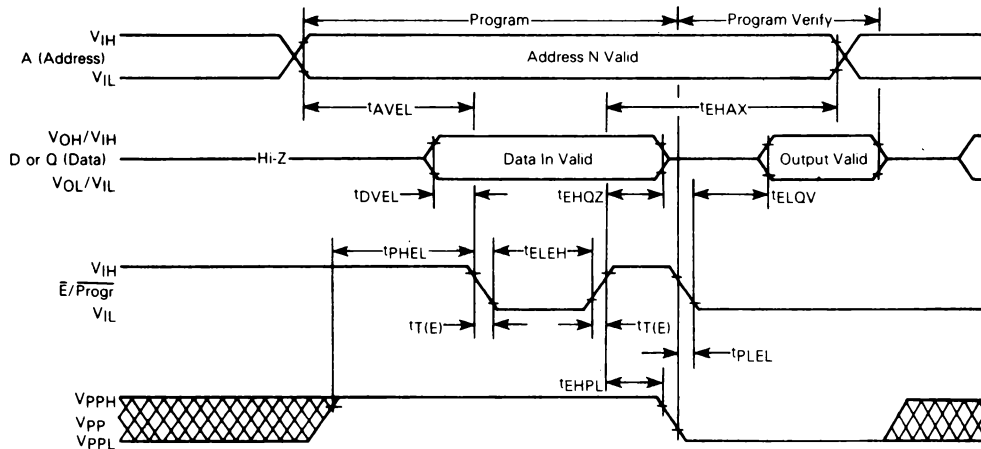 Program Program Verify
VIH
A (Address) Address N Valid
VIL
tAVEL tEHAX
VOH/VIH
D or Q (Data) Hi-Z Data In Valid Output Valid
VOL/VIL
tDVEL tEHQZ tELQV
tPHEL tELEH
VIH
E/Progr
VIL
tT(E) tT(E)
tPLEL
tEHPL
VPPH
VPP
VPPL